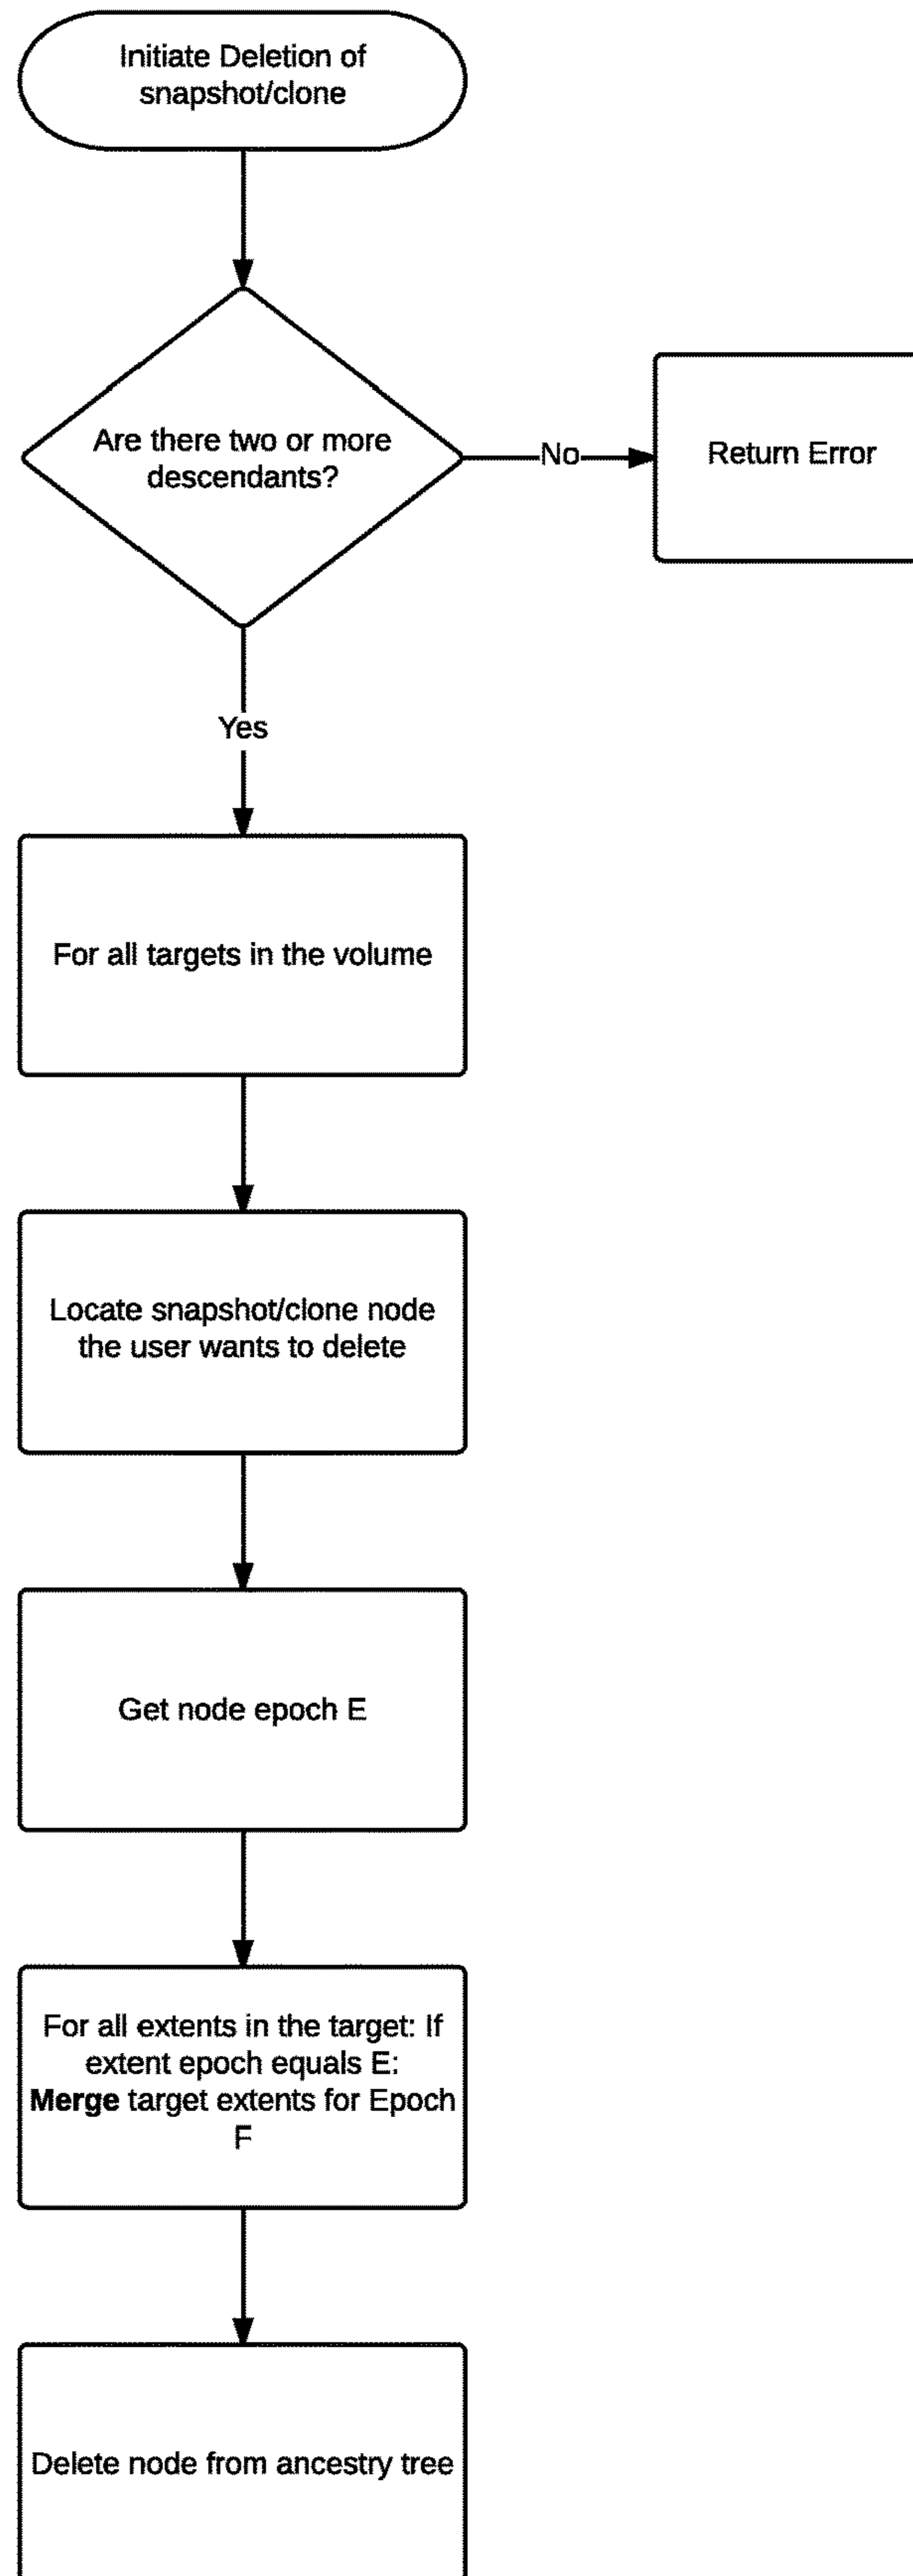 Initiate Deletion of
snapshot/clone
Are there two or more
descendants?
No
Return Error
Yes
For all targets in the volume
Locate snapshot/clone node
the user wants to delete
Get node epoch E
For all extents in the target: If
extent epoch equals E:
Merge target extents for Epoch
F
Delete node from ancestry tree